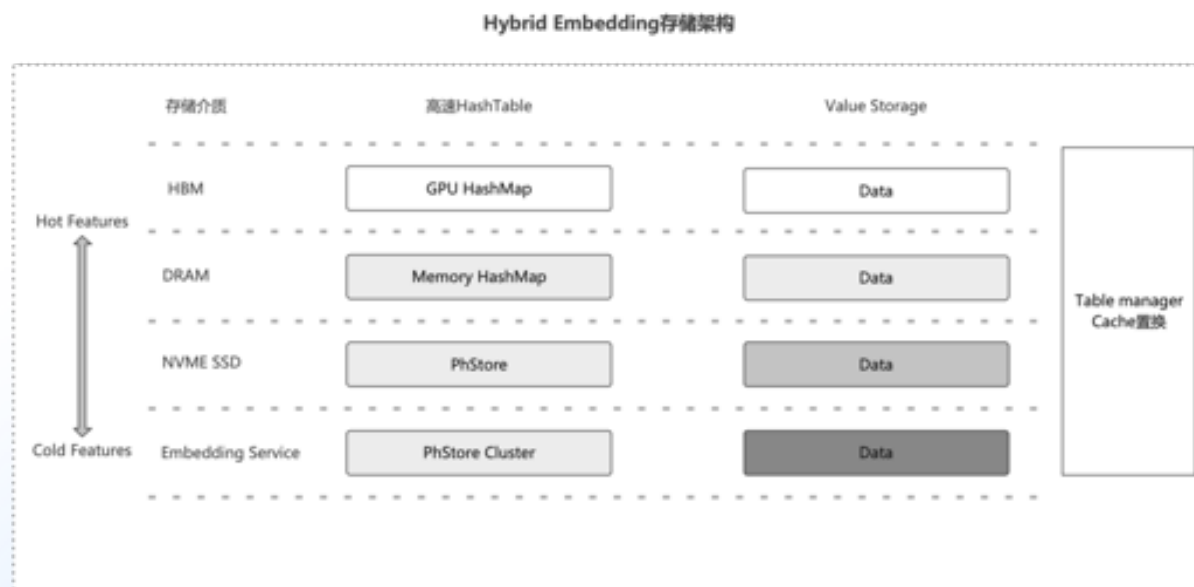 Hybrid Embedding存储架构
存储介质 高速HashTable Value Storage
HBM GPU HashMap Data
Hot Features
DRAM Memory HashMap Data
Table manager
Cache置换
NVME SSD PhStore Data
Cold Features Embedding Service PhStore Cluster Data